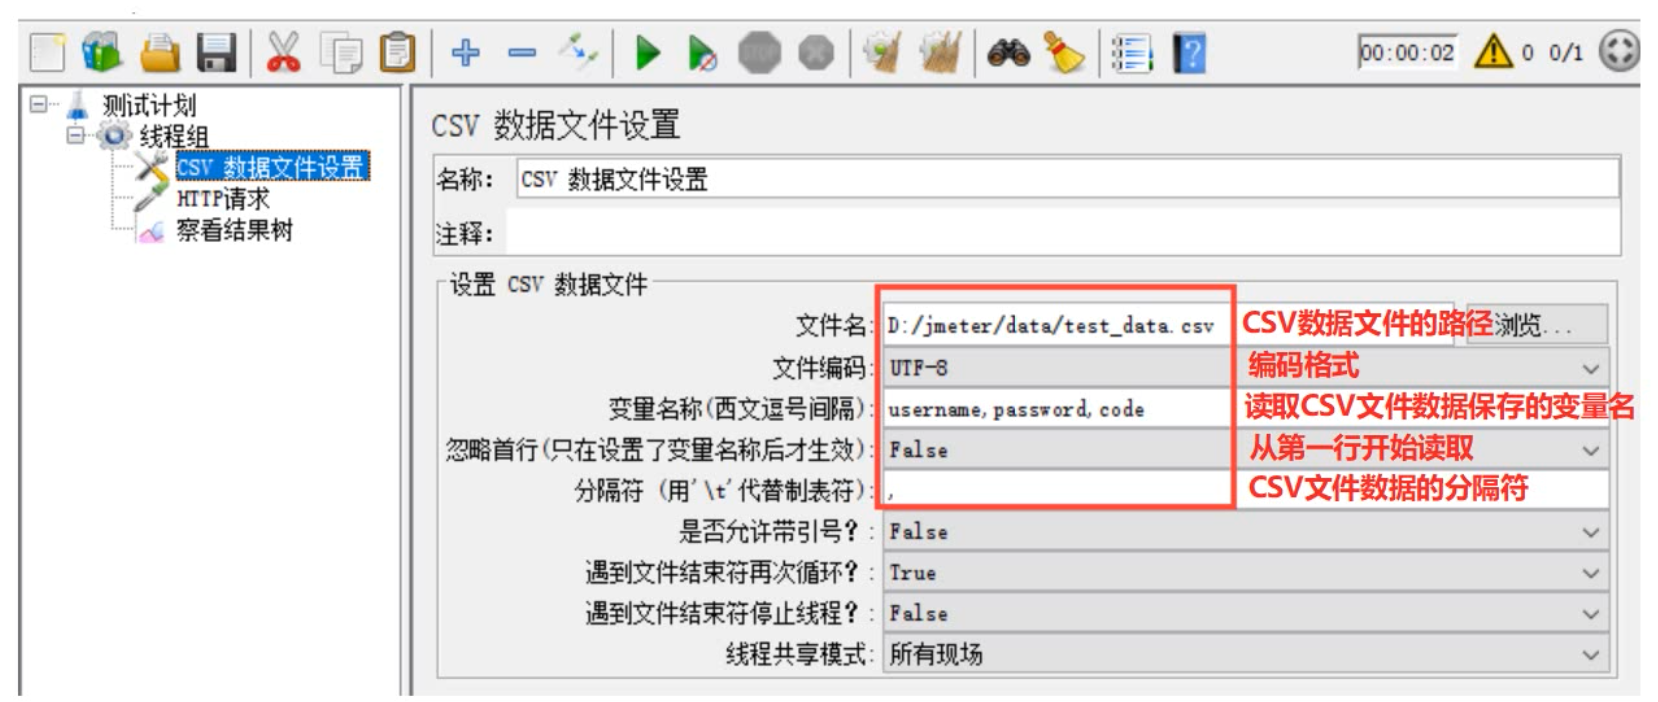 00:00:02 0 0/1
测试计划
线程组
CSV 数据文件设置
HTTP请求
察看结果树
CSV 数据文件设置
名称: CSV 数据文件设置
注释:
设置 CSV 数据文件
文件名: D:/jmeter/data/test_data.csv CSV数据文件的路径 浏览...
文件编码: UTF-8 编码格式
变量名称(西文逗号间隔): username,password,code 读取CSV文件数据保存的变量名
忽略首行(只在设置了变量名称后才生效): False 从第一行开始读取
分隔符 (用'\t'代替制表符): , CSV文件数据的分隔符
是否允许带引号? : False
遇到文件结束符再次循环? : True
遇到文件结束符停止线程? : False
线程共享模式: 所有现场